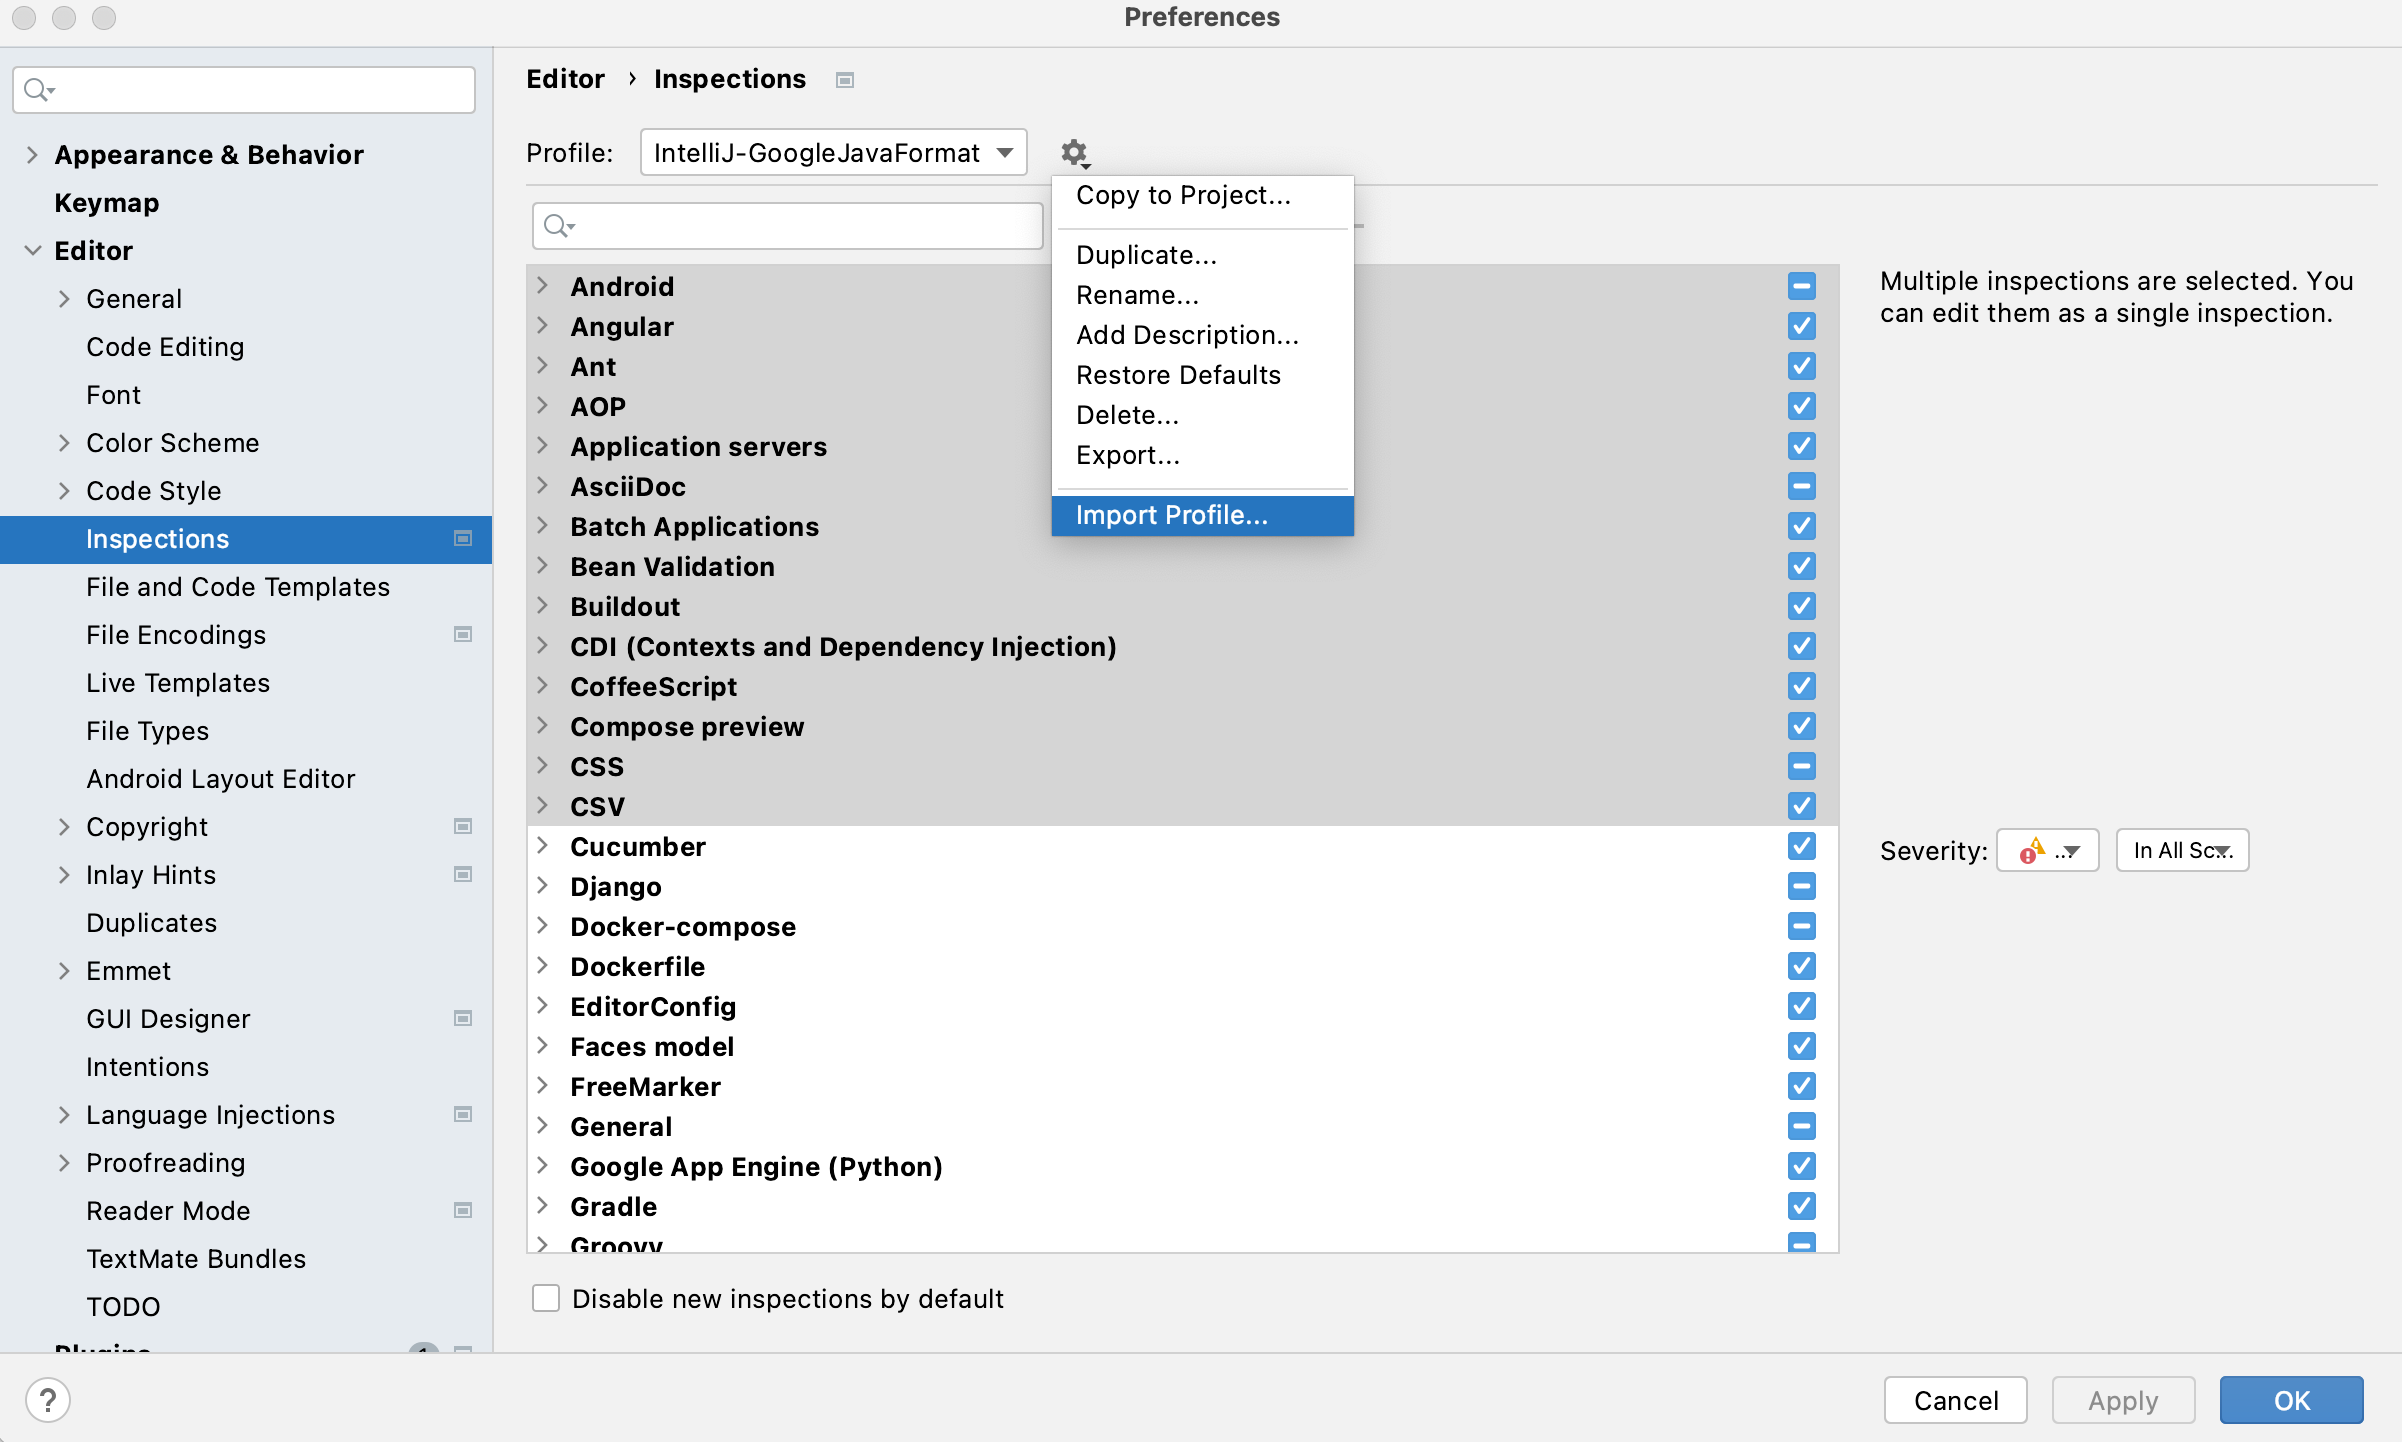 Preferences
Appearance & Behavior
Keymap
Editor
General
Code Editing
Font
Color Scheme
Code Style
Inspections
File and Code Templates
File Encodings
Live Templates
File Types
Android Layout Editor
Copyright
Inlay Hints
Duplicates
Emmet
GUI Designer
Intentions
Language Injections
Proofreading
Reader Mode
TextMate Bundles
TODO
Plugins 1
Editor › Inspections
Profile: IntelliJ-GoogleJavaFormat
Copy to Project...
Duplicate...
Rename...
Add Description...
Restore Defaults
Delete...
Export...
Import Profile...
Android
Angular
Ant
AOP
Application servers
AsciiDoc
Batch Applications
Bean Validation
Buildout
CDI (Contexts and Dependency Injection)
CoffeeScript
Compose preview
CSS
CSV
Cucumber
Django
Docker-compose
Dockerfile
EditorConfig
Faces model
FreeMarker
General
Google App Engine (Python)
Gradle
Groovy
Disable new inspections by default
Multiple inspections are selected. You
can edit them as a single inspection.
Severity: ... In All Sc...
? Cancel Apply OK